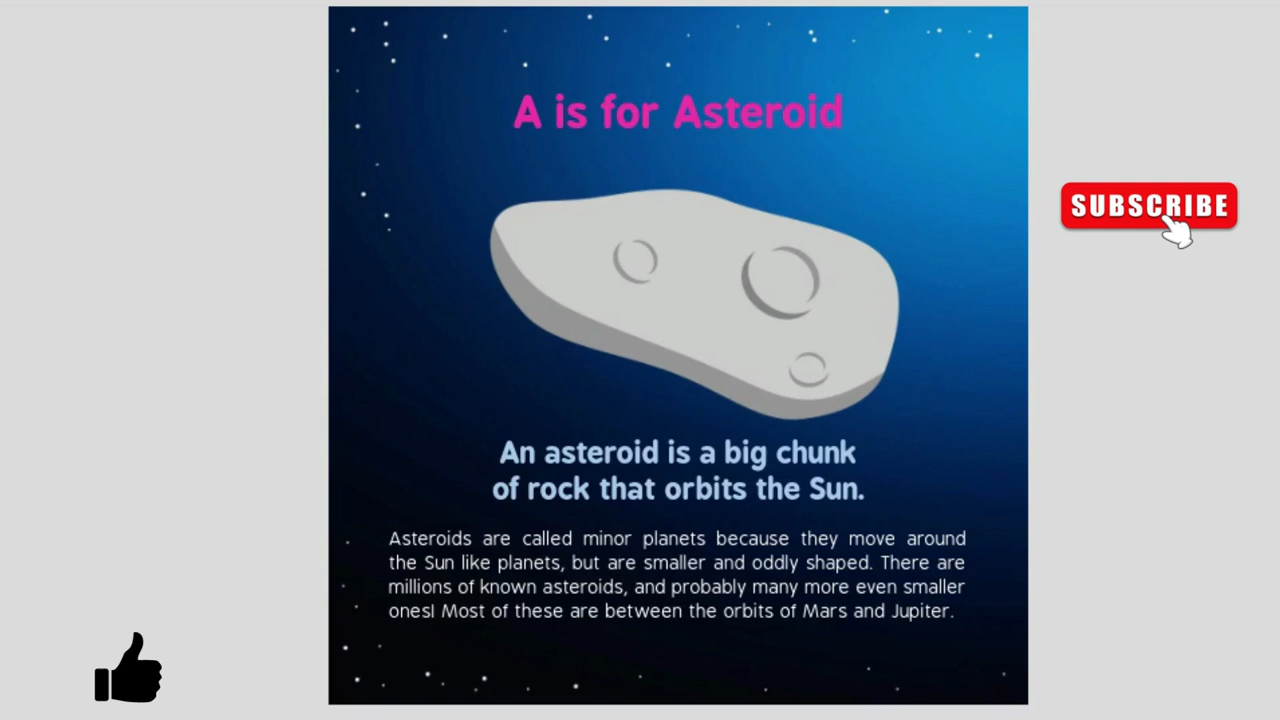 A is for Asteroid
SUBSCRIBE
An asteroid is a big chunk
of rock that orbits the Sun.
Asteroids are called minor planets because they move around
the Sun like planets, but are smaller and oddly shaped. There are
millions of known asteroids, and probably many more even smaller
ones! Most of these are between the orbits of Mars and Jupiter.